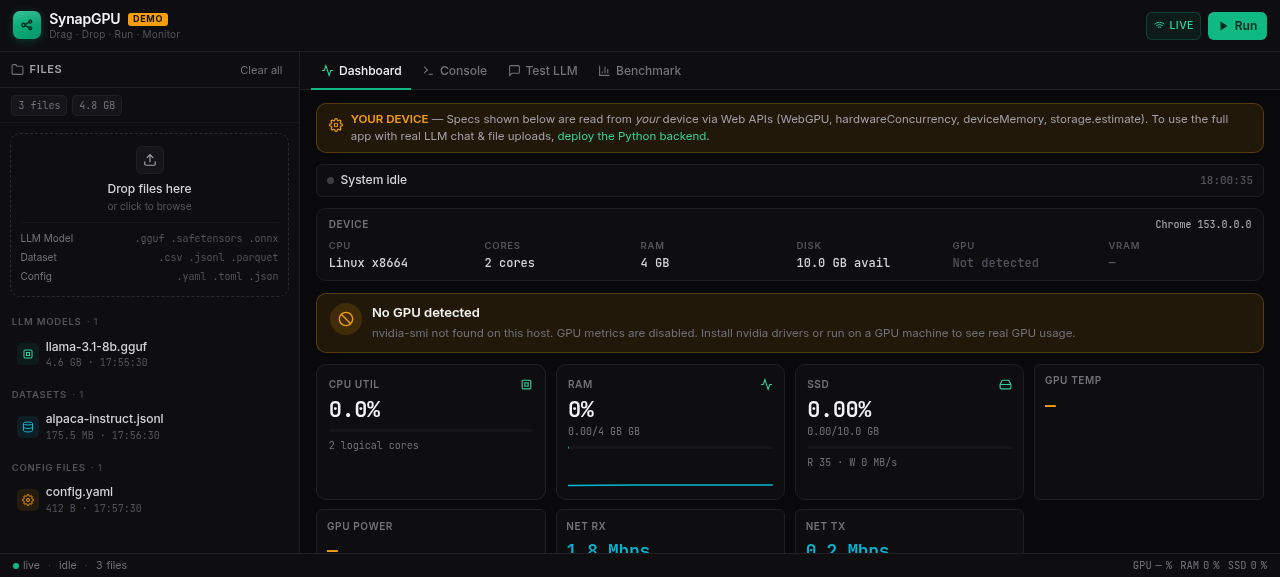 SynapGPU DEMO
Drag · Drop · Run · Monitor
LIVE
Run
FILES
Clear all
3 files 4.8 GB
Drop files here
or click to browse
LLM Model .gguf .safetensors .onnx
Dataset .csv .jsonl .parquet
Config .yaml .toml .json
LLM MODELS · 1
llama-3.1-8b.gguf
4.6 GB · 17:55:30
DATASETS · 1
alpaca-instruct.jsonl
175.5 MB · 17:56:30
CONFIG FILES · 1
config.yaml
412 B · 17:57:30
Dashboard Console Test LLM Benchmark
YOUR DEVICE — Specs shown below are read from your device via Web APIs (WebGPU, hardwareConcurrency, deviceMemory, storage.estimate). To use the full
app with real LLM chat & file uploads, deploy the Python backend.
System idle 18:00:35
DEVICE Chrome 153.0.0.0
CPU CORES RAM DISK GPU VRAM
Linux x8664 2 cores 4 GB 10.0 GB avail Not detected —
No GPU detected
nvidia-smi not found on this host. GPU metrics are disabled. Install nvidia drivers or run on a GPU machine to see real GPU usage.
CPU UTIL
0.0%
2 logical cores
RAM
0%
0.00/4 GB GB
SSD
0.00%
0.00/10.0 GB
R 35 · W 0 MB/s
GPU TEMP
—
GPU POWER
—
NET RX
1.8 Mbps
NET TX
0.2 Mbps
live · idle · 3 files
GPU — % RAM 0 % SSD 0 %